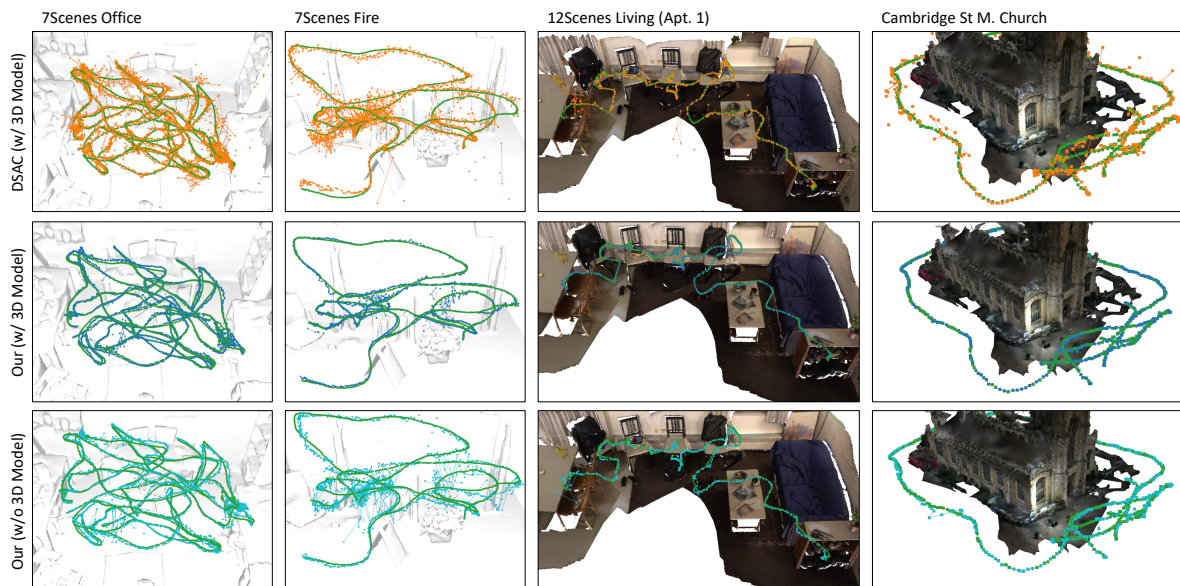 7Scenes Office
7Scenes Fire
12Scenes Living (Apt. 1)
Cambridge St M. Church
DSAC (w/ 3D Model)
Our (w/ 3D Model)
Our (w/o 3D Model)